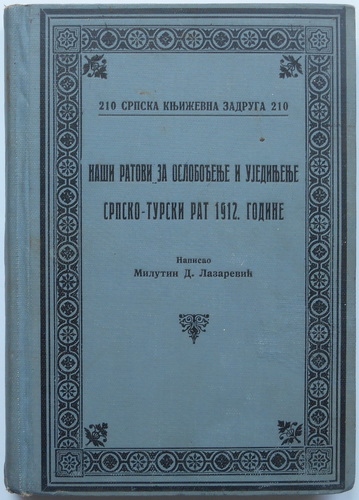 210 СРПСКА КЊИЖЕВНА ЗАДРУГА 210
НАШИ РАТОВИ ЗА ОСЛОБОЂЕЊЕ И УЈЕДИЊЕЊЕ
СРПСКО-ТУРСКИ РАТ 1912. ГОДИНЕ
Написао
Милутин Д. Лазаревић